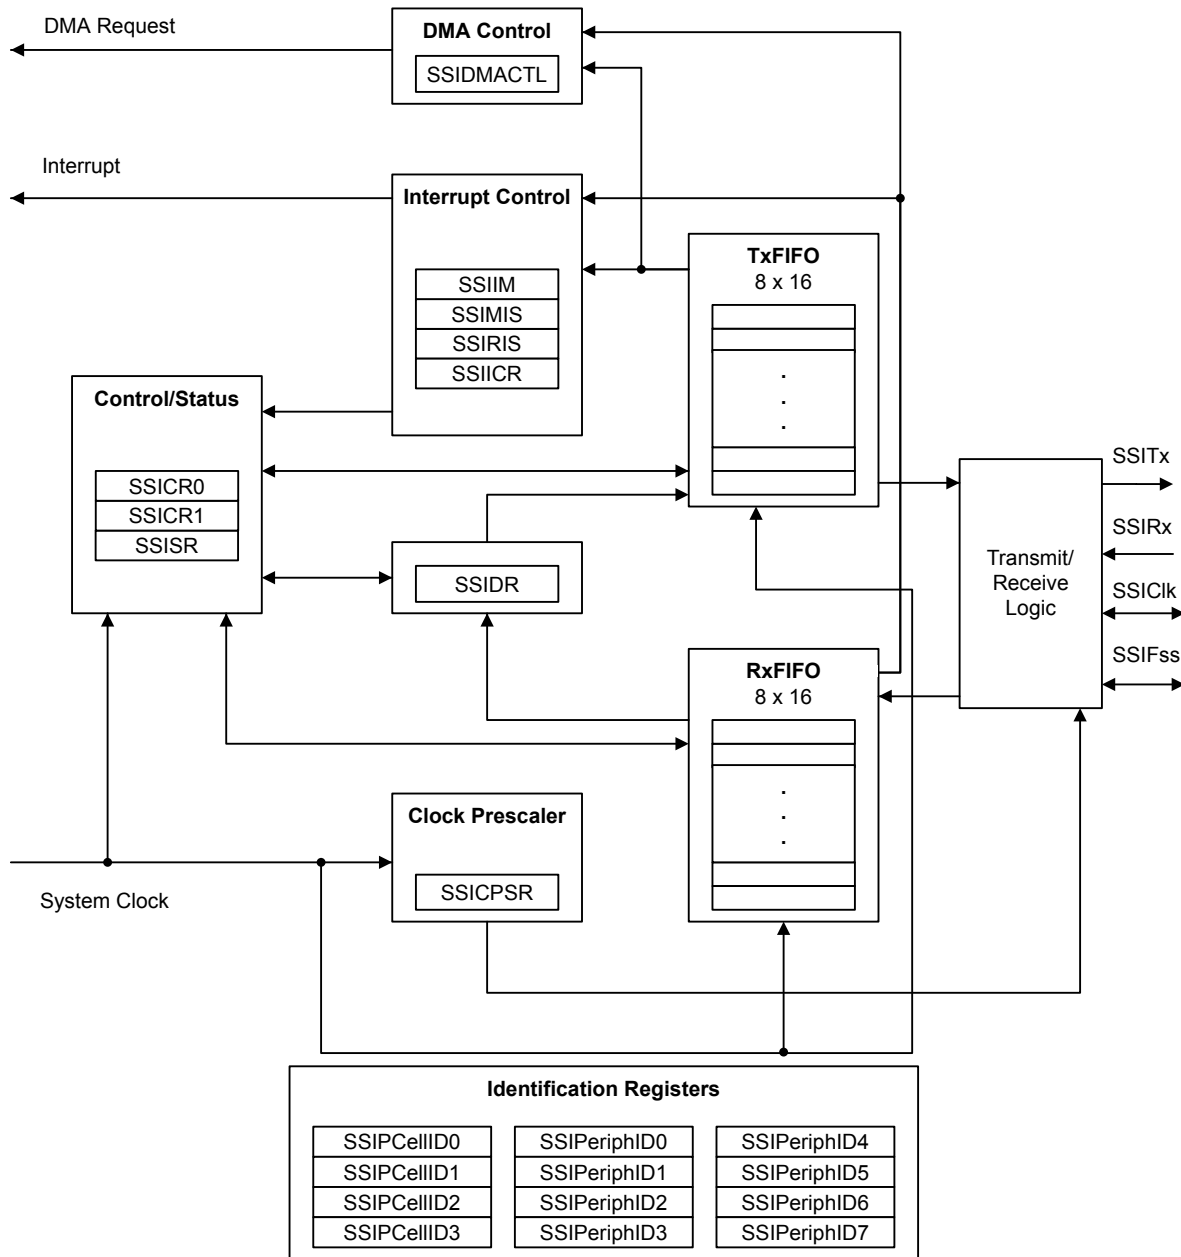 DMA Request
DMA Control
SSIDMACTL
Interrupt
Interrupt Control
SSIIM
SSIMIS
SSIRIS
SSIICR
TxFIFO
8 x 16
.
.
.
Control/Status
SSICR0
SSICR1
SSISR
SSIDR
Transmit/
Receive
Logic
SSITx
SSIRx
SSIClk
SSIFss
RxFIFO
8 x 16
.
.
.
Clock Prescaler
SSICPSR
System Clock
Identification Registers
SSIPCellID0
SSIPCellID1
SSIPCellID2
SSIPCellID3
SSIPeriphID0
SSIPeriphID1
SSIPeriphID2
SSIPeriphID3
SSIPeriphID4
SSIPeriphID5
SSIPeriphID6
SSIPeriphID7